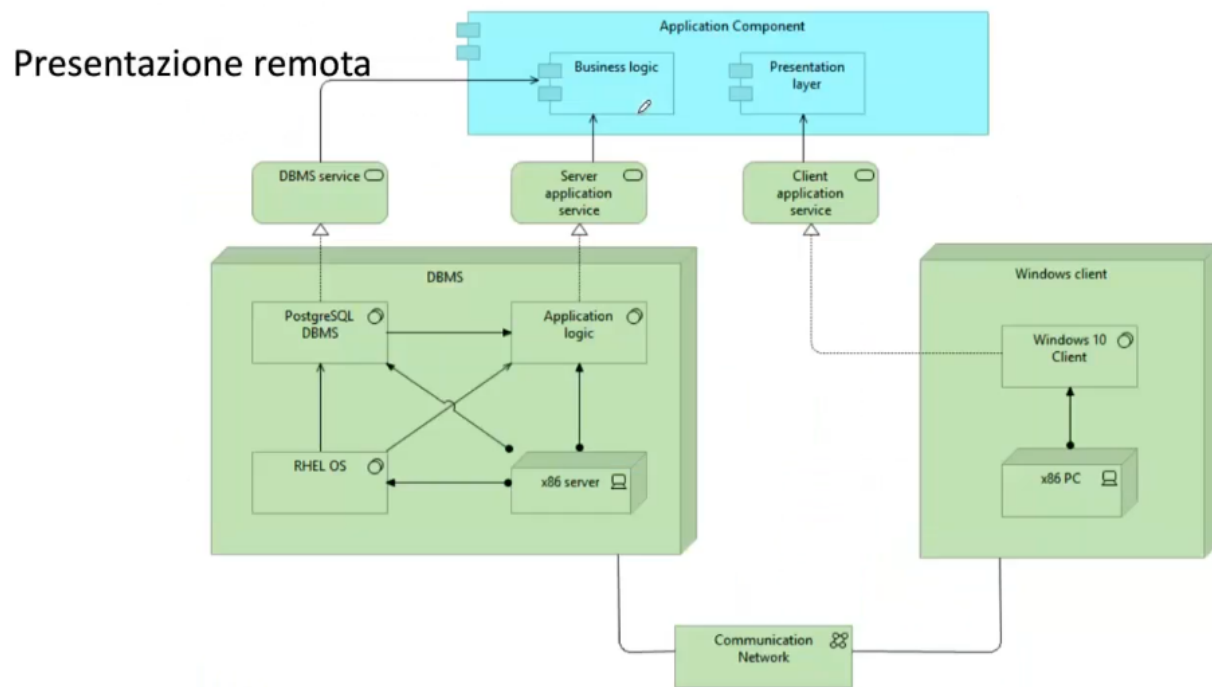 Presentazione remota
Application Component
Business logic
Presentation
layer
DBMS service
Server
application
service
Client
application
service
DBMS
PostgreSQL
DBMS
Application
logic
RHEL OS
x86 server
Windows client
Windows 10
Client
x86 PC
Communication
Network